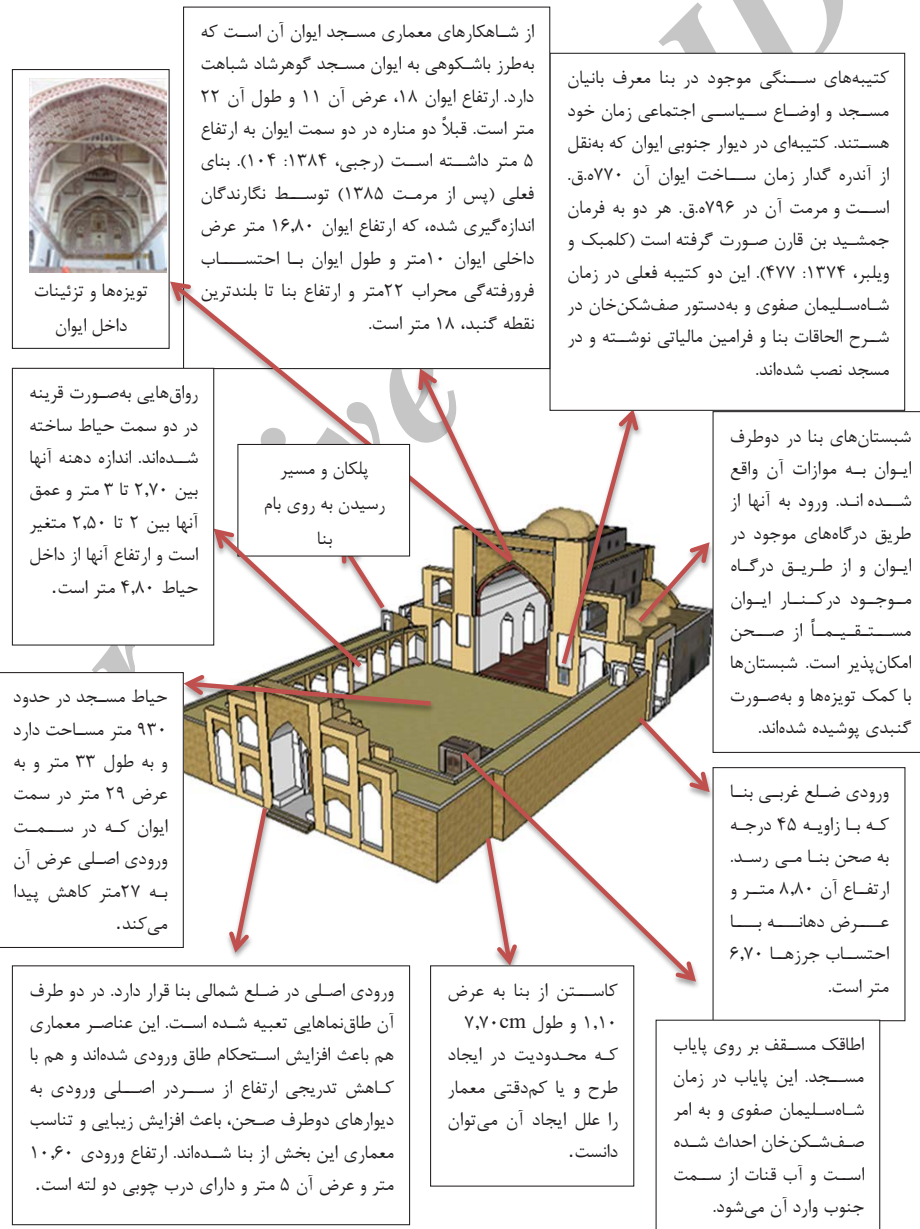 از شاهکارهای معماری مسجد ایوان آن است که
به‌طرز باشکوهی به ایوان مسجد گوهرشاد شباهت
دارد. ارتفاع ایوان ۱۸، عرض آن ۱۱ و طول آن ۲۲
متر است. قبلاً دو مناره در دو سمت ایوان به ارتفاع
۵ متر داشته است (رجبی، ۱۳۸۴: ۱۰۴). بنای
فعلی (پس از مرمت ۱۳۸۵) توسط نگارندگان
اندازه‌گیری شده، که ارتفاع ایوان ۱۶,۸۰ متر عرض
داخلی ایوان ۱۰متر و طول ایوان با احتساب
فرورفته‌گی محراب ۲۲متر و ارتفاع بنا تا بلندترین
نقطه گنبد، ۱۸ متر است.
کتیبه‌های سنگی موجود در بنا معرف بانیان
مسجد و اوضاع سیاسی اجتماعی زمان خود
هستند. کتیبه‎ای در دیوار جنوبی ایوان که به‌نقل
از آندره گدار زمان ساخت ایوان آن ۷۷۰ه.ق.
است و مرمت آن در ۷۹۶ه.ق. هر دو به فرمان
جمشید بن قارن صورت گرفته است (کلمبک و
ویلبر، ۱۳۷۴: ۴۷۷). این دو کتیبه فعلی در زمان
شاه‌سلیمان صفوی و به‌دستور صف‌شکن‌خان در
شرح الحاقات بنا و فرامین مالیاتی نوشته و در
مسجد نصب شده‌اند.
تویزه‌ها و تزئینات
داخل ایوان
رواق‌هایی به‌صورت قرینه
در دو سمت حیاط ساخته
شده‌اند. اندازه دهنه آنها
بین ۲,۷۰ تا ۳ متر و عمق
آنها بین ۲ تا ۲,۵۰ متغیر
است و ارتفاع آنها از داخل
حیاط ۴,۸۰ متر است.
پلکان و مسیر
رسیدن به روی بام
بنا
شبستان‌های بنا در دوطرف
ایوان به موازات آن واقع
شده اند. ورود به آنها از
طریق درگاه‌های موجود در
ایوان و از طریق درگاه
موجود درکنار ایوان
مستقیماً از صحن
امکان‌پذیر است. شبستان‌ها
با کمک تویزه‌ها و به‌صورت
گنبدی پوشیده شده‌اند.
حیاط مسجد در حدود
۹۳۰ متر مساحت دارد
و به طول ۳۳ متر و به
عرض ۲۹ متر در سمت
ایوان که در سمت
ورودی اصلی عرض آن
به ۲۷متر کاهش پیدا
می‌کند.
ورودی ضلع غربی بنا
که با زاویه ۴۵ درجه
به صحن بنا می رسد.
ارتفاع آن ۸,۸۰ متر و
عرض دهانه با
احتساب جرزها ۶,۷۰
متر است.
ورودی اصلی در ضلع شمالی بنا قرار دارد. در دو طرف
آن طاق‌نماهایی تعبیه شده است. این عناصر معماری
هم باعث افزایش استحکام طاق ورودی شده‌اند و هم با
کاهش تدریجی ارتفاع از سردر اصلی ورودی به
دیوارهای دوطرف صحن، باعث افزایش زیبایی و تناسب
معماری این بخش از بنا شده‌اند. ارتفاع ورودی ۱۰,۶۰
متر و عرض آن ۵ متر و دارای درب چوبی دو لته است.
کاستن از بنا به عرض
۱,۱۰ و طول ۷,۷۰cm
که محدودیت در ایجاد
طرح و یا کم‌دقتی معمار
را علل ایجاد آن می‌توان
دانست.
اطاقک مسقف بر روی پایاب
مسجد. این پایاب در زمان
شاه‌سلیمان صفوی و به امر
صف‌شکن‌خان احداث شده
است و آب قنات از سمت
جنوب وارد آن می‌شود.